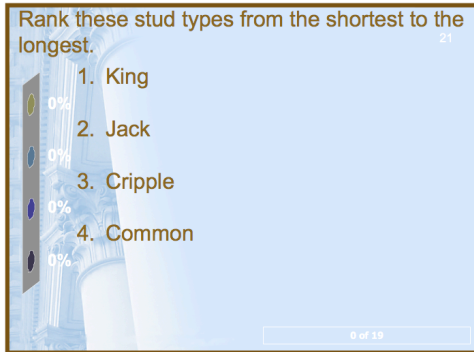 Rank these stud types from the shortest to the
longest.
21
1. King
0%
2. Jack
0%
3. Cripple
0%
4. Common
0%
0 of 19